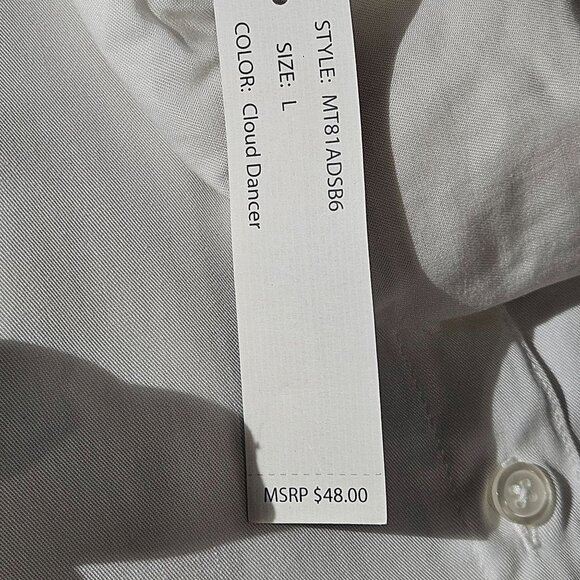 STYLE: MT81ADSB6
SIZE: L
COLOR: Cloud Dancer
MSRP $48.00